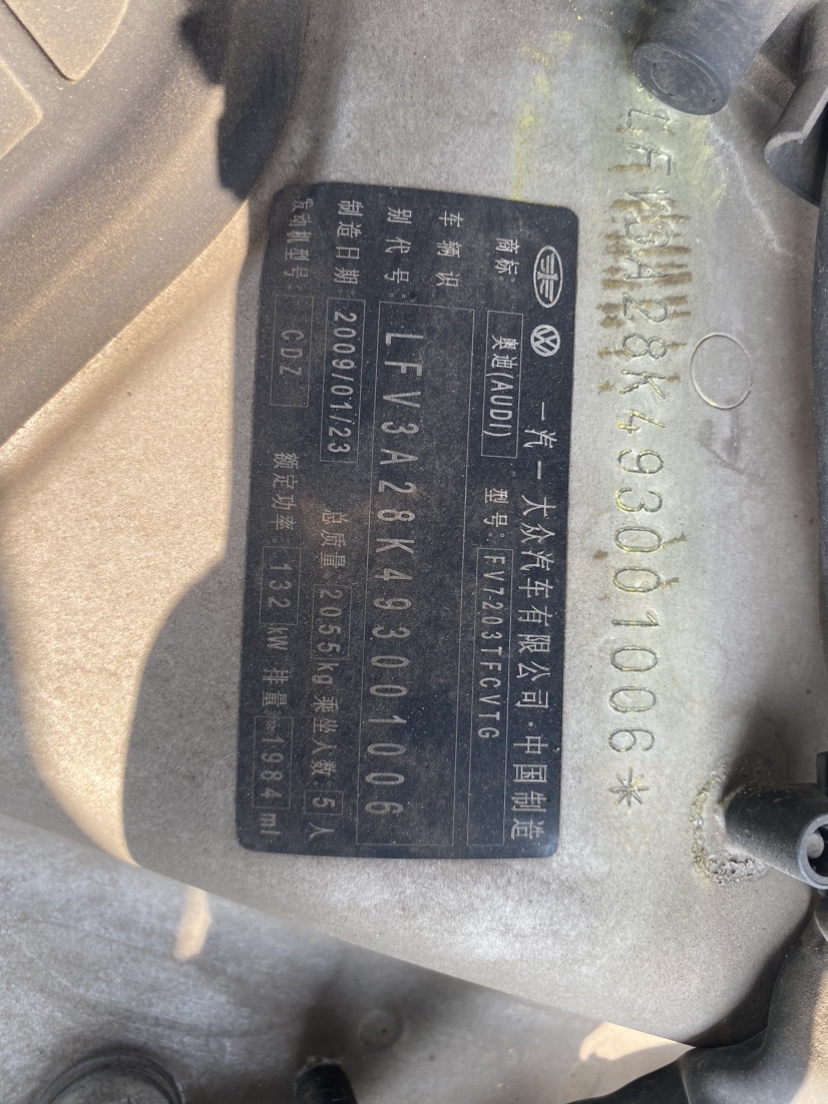 *LFV3A28K493001006*
一汽一大众汽车有限公司·中国制造
商标: 奥迪(AUDI) 型号: FV7203TFCVTG
车辆识
别代号: LFV3A28K493001006
制造日期: 2009/01/23 总质量: 2055kg 乘坐人数: 5人
发动机型号: CDZ 额定功率: 132 kW 排量: 1984 ml